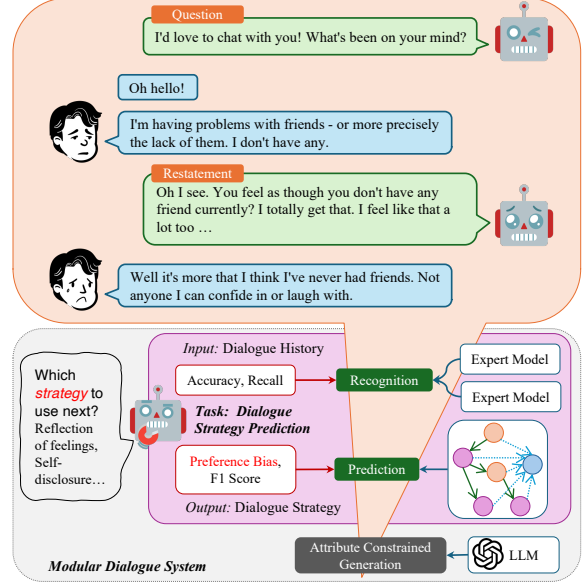 Question
I'd love to chat with you! What's been on your mind?
Oh hello!
I'm having problems with friends - or more precisely
the lack of them. I don't have any.
Restatement
Oh I see. You feel as though you don't have any
friend currently? I totally get that. I feel like that a
lot too …
Well it's more that I think I've never had friends. Not
anyone I can confide in or laugh with.
Which
strategy to
use next?
Reflection
of feelings,
Self-
disclosure…
Input: Dialogue History
Accuracy, Recall
Recognition
Expert Model
Expert Model
Task: Dialogue
Strategy Prediction
Preference Bias,
F1 Score
Prediction
Output: Dialogue Strategy
Attribute Constrained
Generation
LLM
Modular Dialogue System